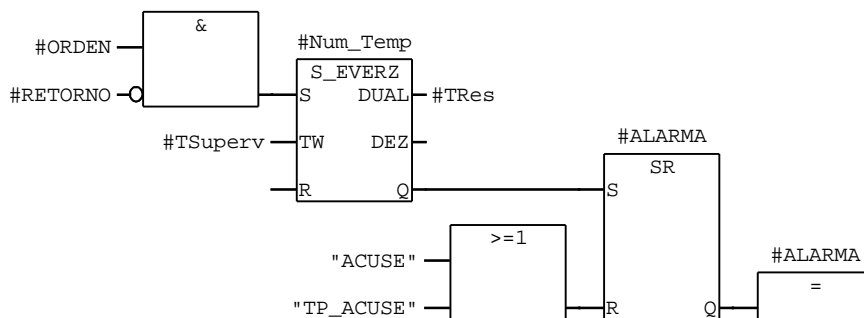 &
#ORDEN
#Num_Temp
S_EVERZ
#RETORNO
S DUAL #TRes
#TSuperv TW DEZ
#ALARMA
SR
R Q S
>=1
"ACUSE"
#ALARMA
=
"TP_ACUSE" R Q